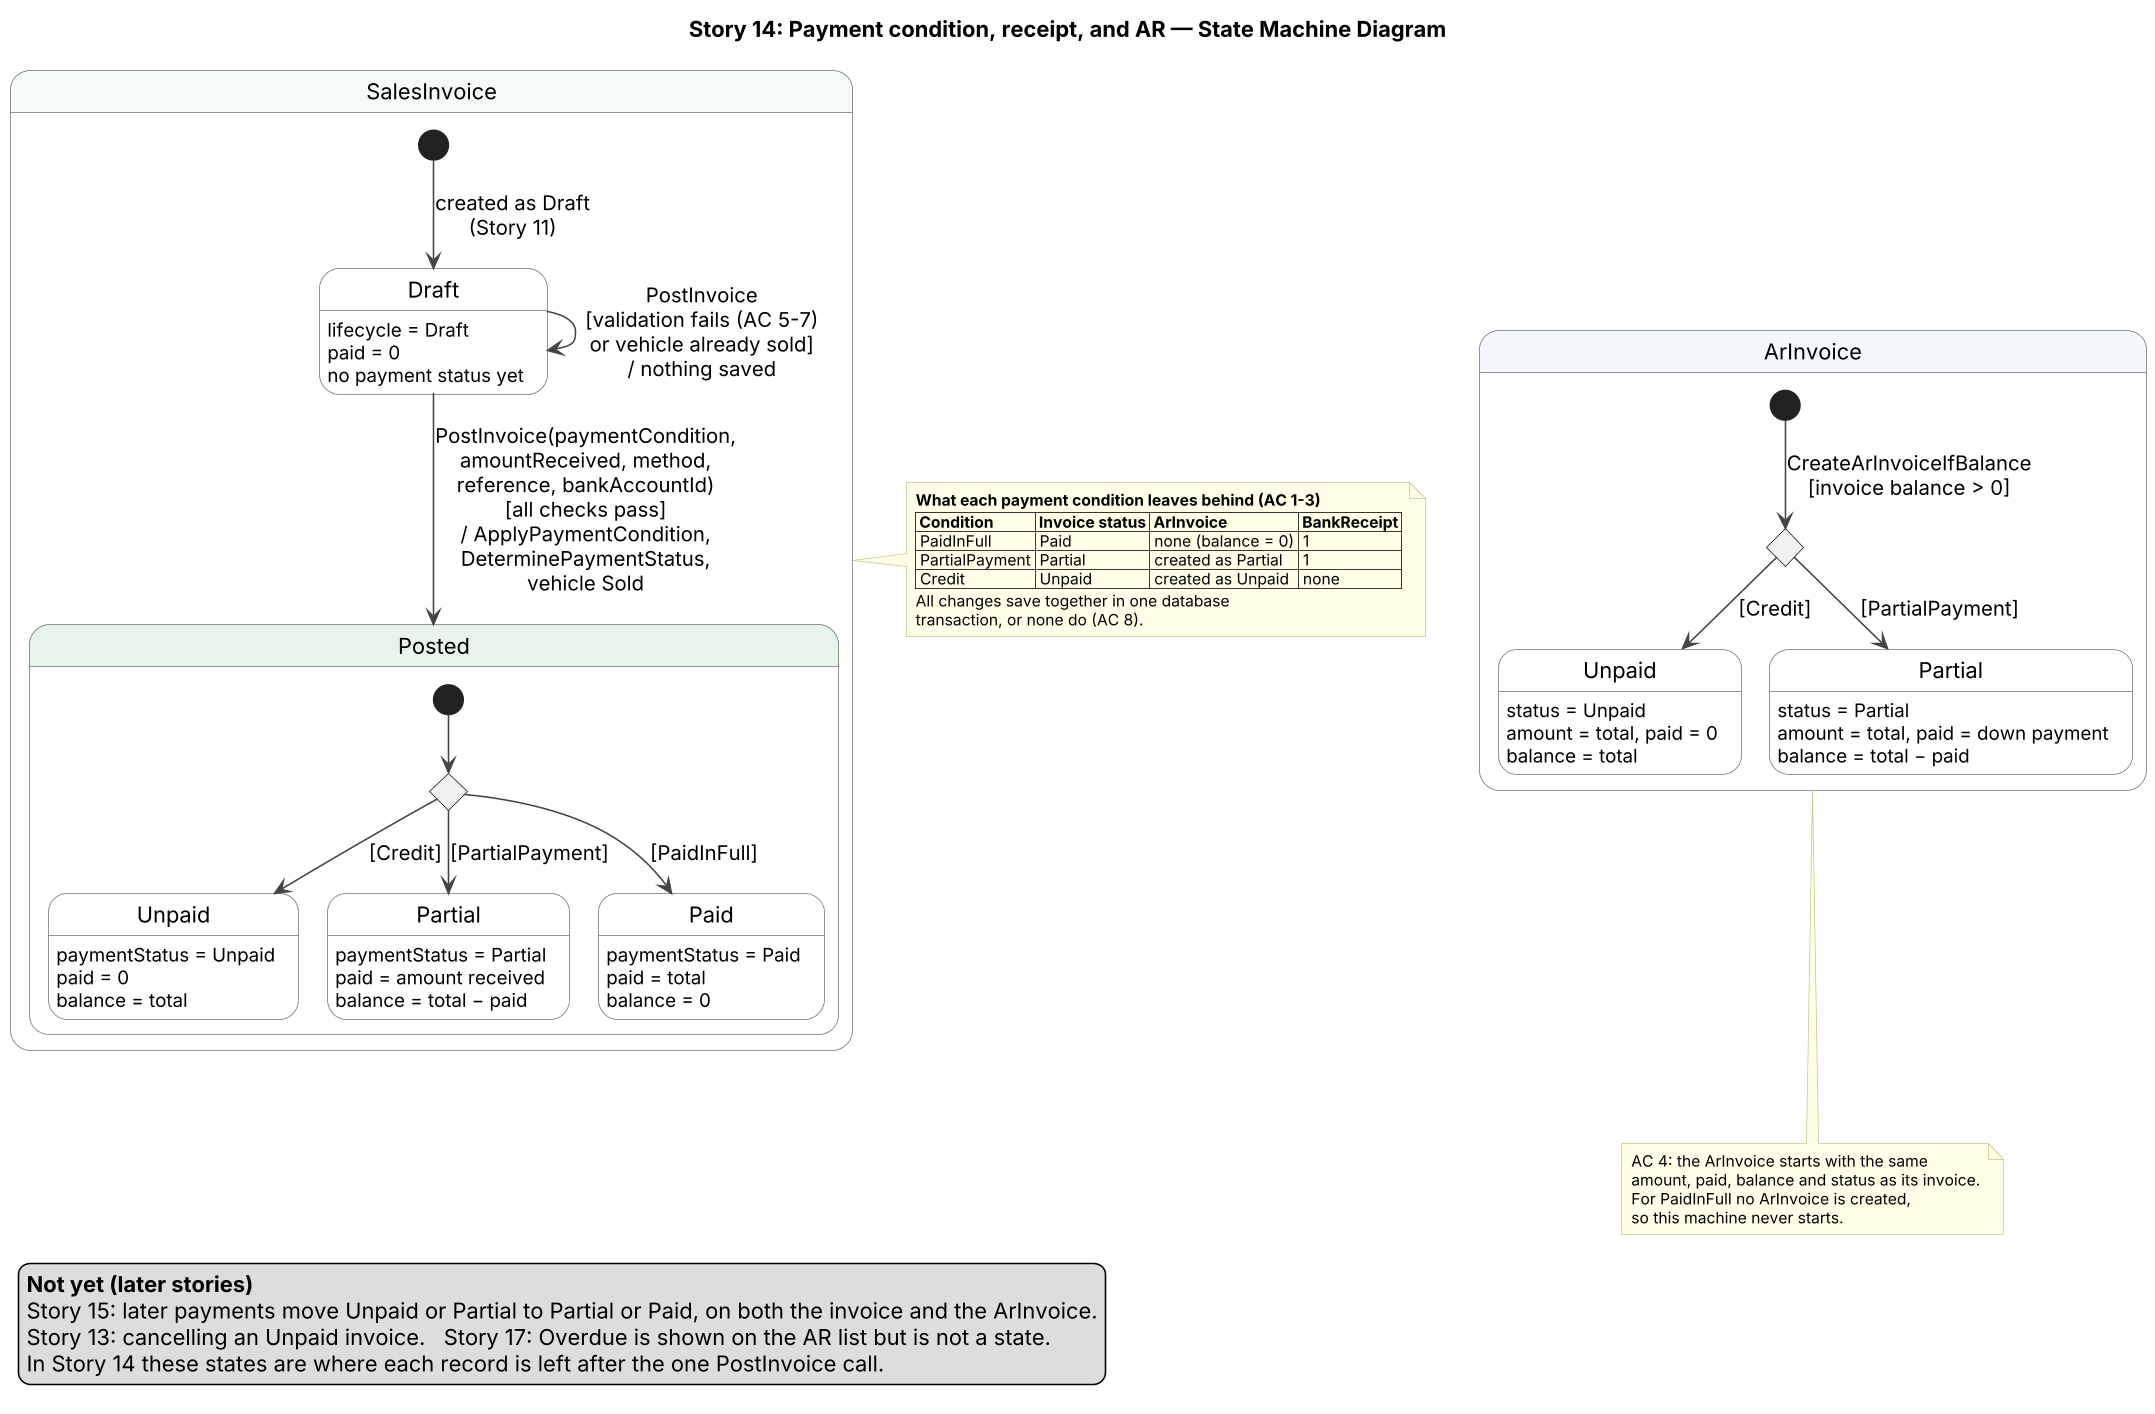 Story 14: Payment condition, receipt, and AR — State Machine Diagram
SalesInvoice
created as Draft
(Story 11)
Draft
lifecycle = Draft
paid = 0
no payment status yet
PostInvoice
[validation fails (AC 5-7)
or vehicle already sold]
/ nothing saved
PostInvoice(paymentCondition,
amountReceived, method,
reference, bankAccountId)
[all checks pass]
/ ApplyPaymentCondition,
DeterminePaymentStatus,
vehicle Sold
Posted
[Credit]
[PartialPayment]
[PaidInFull]
Unpaid
paymentStatus = Unpaid
paid = 0
balance = total
Partial
paymentStatus = Partial
paid = amount received
balance = total − paid
Paid
paymentStatus = Paid
paid = total
balance = 0
What each payment condition leaves behind (AC 1-3)
Condition Invoice status ArInvoice BankReceipt
PaidInFull Paid none (balance = 0) 1
PartialPayment Partial created as Partial 1
Credit Unpaid created as Unpaid none
All changes save together in one database
transaction, or none do (AC 8).
ArInvoice
CreateArInvoiceIfBalance
[invoice balance > 0]
[Credit]
[PartialPayment]
Unpaid
status = Unpaid
amount = total, paid = 0
balance = total
Partial
status = Partial
amount = total, paid = down payment
balance = total − paid
AC 4: the ArInvoice starts with the same
amount, paid, balance and status as its invoice.
For PaidInFull no ArInvoice is created,
so this machine never starts.
Not yet (later stories)
Story 15: later payments move Unpaid or Partial to Partial or Paid, on both the invoice and the ArInvoice.
Story 13: cancelling an Unpaid invoice.   Story 17: Overdue is shown on the AR list but is not a state.
In Story 14 these states are where each record is left after the one PostInvoice call.